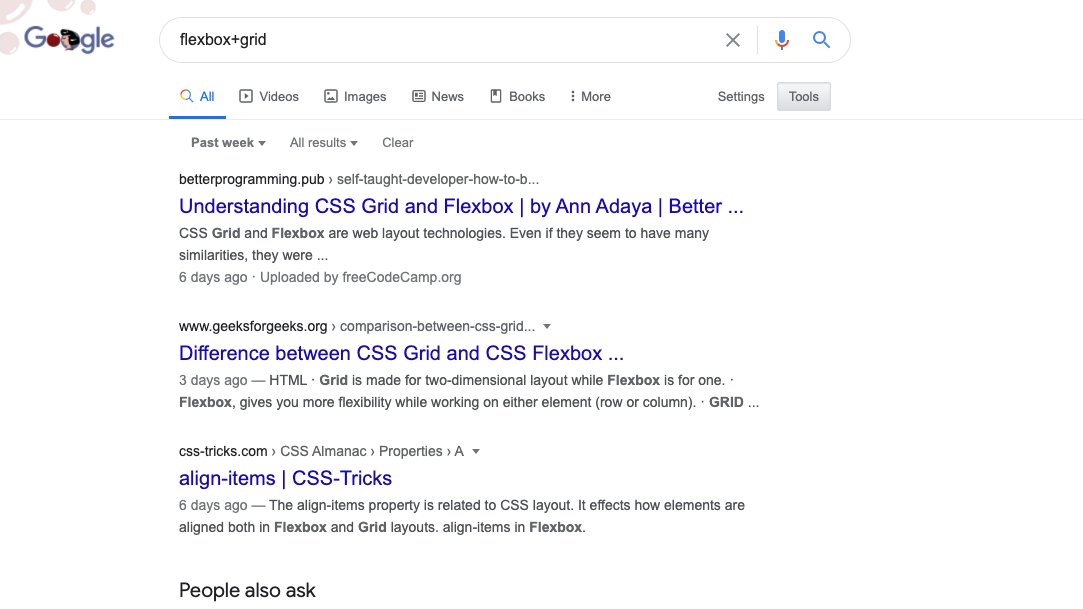 Google
flexbox+grid
All Videos Images News Books More Settings Tools
Past week All results Clear
betterprogramming.pub › self-taught-developer-how-to-b...
Understanding CSS Grid and Flexbox | by Ann Adaya | Better ...
CSS Grid and Flexbox are web layout technologies. Even if they seem to have many
similarities, they were ...
6 days ago · Uploaded by freeCodeCamp.org
www.geeksforgeeks.org › comparison-between-css-grid...
Difference between CSS Grid and CSS Flexbox ...
3 days ago — HTML · Grid is made for two-dimensional layout while Flexbox is for one. ·
Flexbox, gives you more flexibility while working on either element (row or column). · GRID ...
css-tricks.com › CSS Almanac › Properties › A
align-items | CSS-Tricks
6 days ago — The align-items property is related to CSS layout. It effects how elements are
aligned both in Flexbox and Grid layouts. align-items in Flexbox.
People also ask